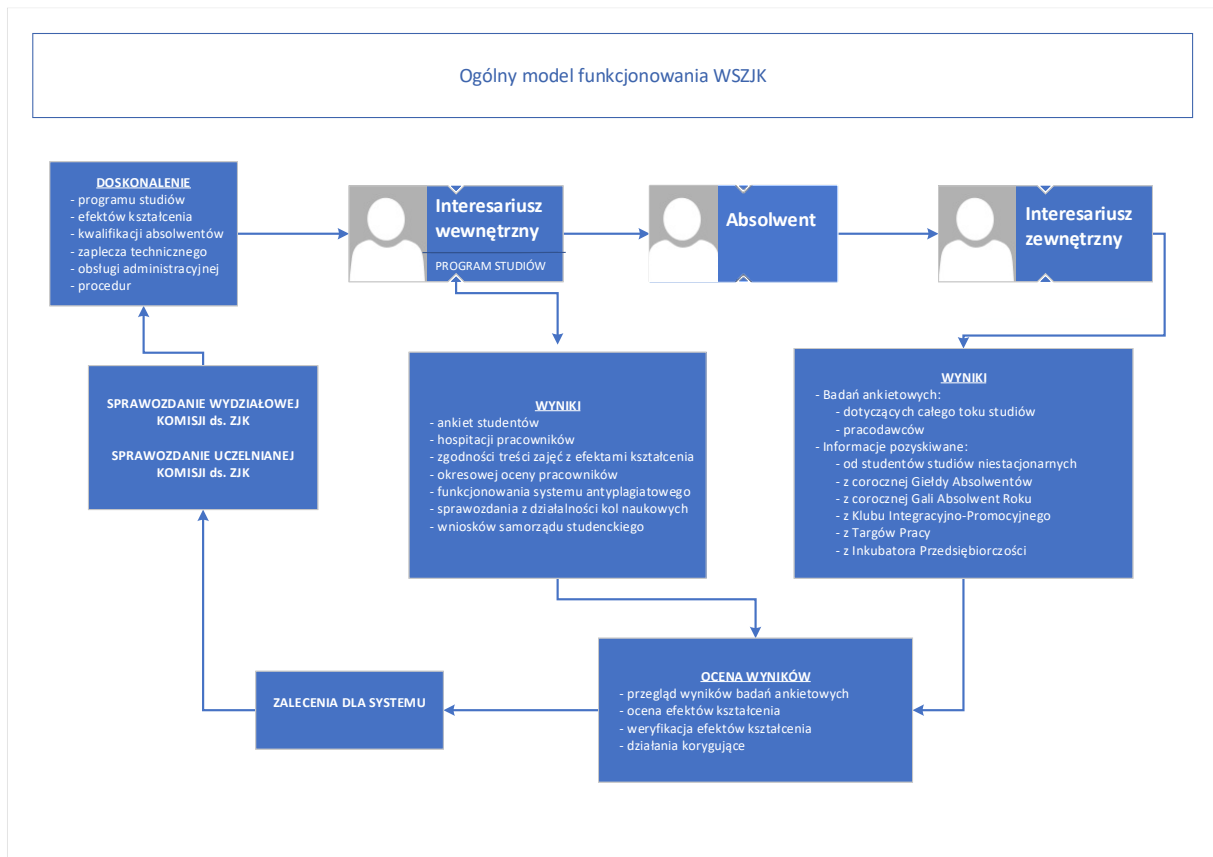 Ogólny model funkcjonowania WSZJK
DOSKONALENIE
- programu studiów
- efektów kształcenia
- kwalifikacji absolwentów
- zaplecza technicznego
- obsługi administracyjnej
- procedur
Interesariusz
wewnętrzny
PROGRAM STUDIÓW
Absolwent
Interesariusz
zewnętrzny
SPRAWOZDANIE WYDZIAŁOWEJ
KOMISJI ds. ZJK
SPRAWOZDANIE UCZELNIANEJ
KOMISJI ds. ZJK
WYNIKI
- ankiet studentów
- hospitacji pracowników
- zgodności treści zajęć z efektami kształcenia
- okresowej oceny pracowników
- funkcjonowania systemu antyplagiatowego
- sprawozdania z działalności kol naukowych
- wniosków samorządu studenckiego
WYNIKI
- Badań ankietowych:
- dotyczących całego toku studiów
- pracodawców
- Informacje pozyskiwane:
- od studentów studiów niestacjonarnych
- z corocznej Giełdy Absolwentów
- z corocznej Gali Absolwent Roku
- z Klubu Integracyjno-Promocyjnego
- z Targów Pracy
- z Inkubatora Przedsiębiorczości
ZALECENIA DLA SYSTEMU
OCENA WYNIKÓW
- przegląd wyników badań ankietowych
- ocena efektów kształcenia
- weryfikacja efektów kształcenia
- działania korygujące